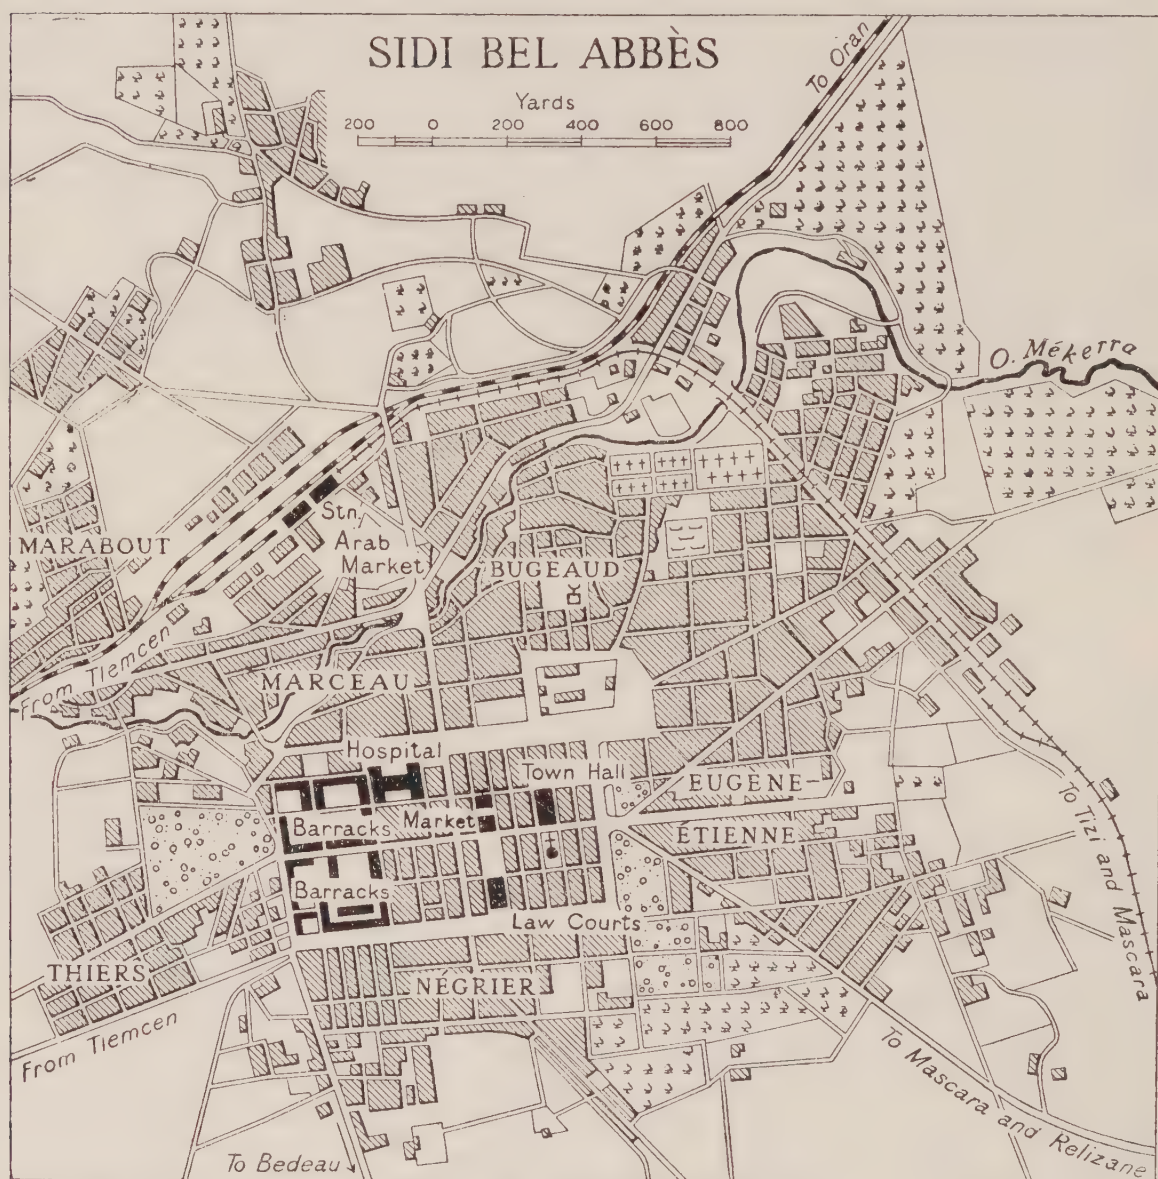 SIDI BEL ABBÈS
Yards
200 0 200 400 600 800
To Oran
O. Mékerra
Stn.
Arab
Market
MARABOUT
BUGEAUD
From Tlemcen
MARCEAU
Hospital
Town Hall
EUGÈNE-
ÉTIENNE
Barracks
Market
Barracks
Law Courts
To Tizi and Mascara
THIERS
NÉGRIER
From Tlemcen
To Mascara and Relizane
To Bedeau